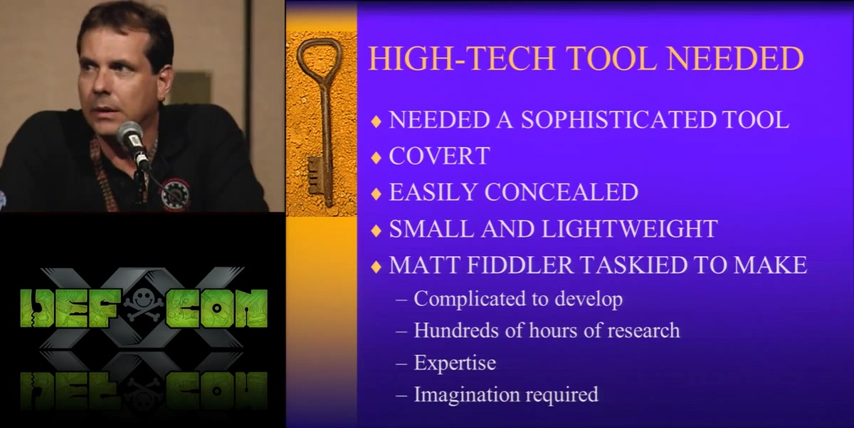 HIGH-TECH TOOL NEEDED
NEEDED A SOPHISTICATED TOOL
COVERT
EASILY CONCEALED
SMALL AND LIGHTWEIGHT
MATT FIDDLER TASKIED TO MAKE
– Complicated to develop
– Hundreds of hours of research
– Expertise
– Imagination required
DEF CON
XX